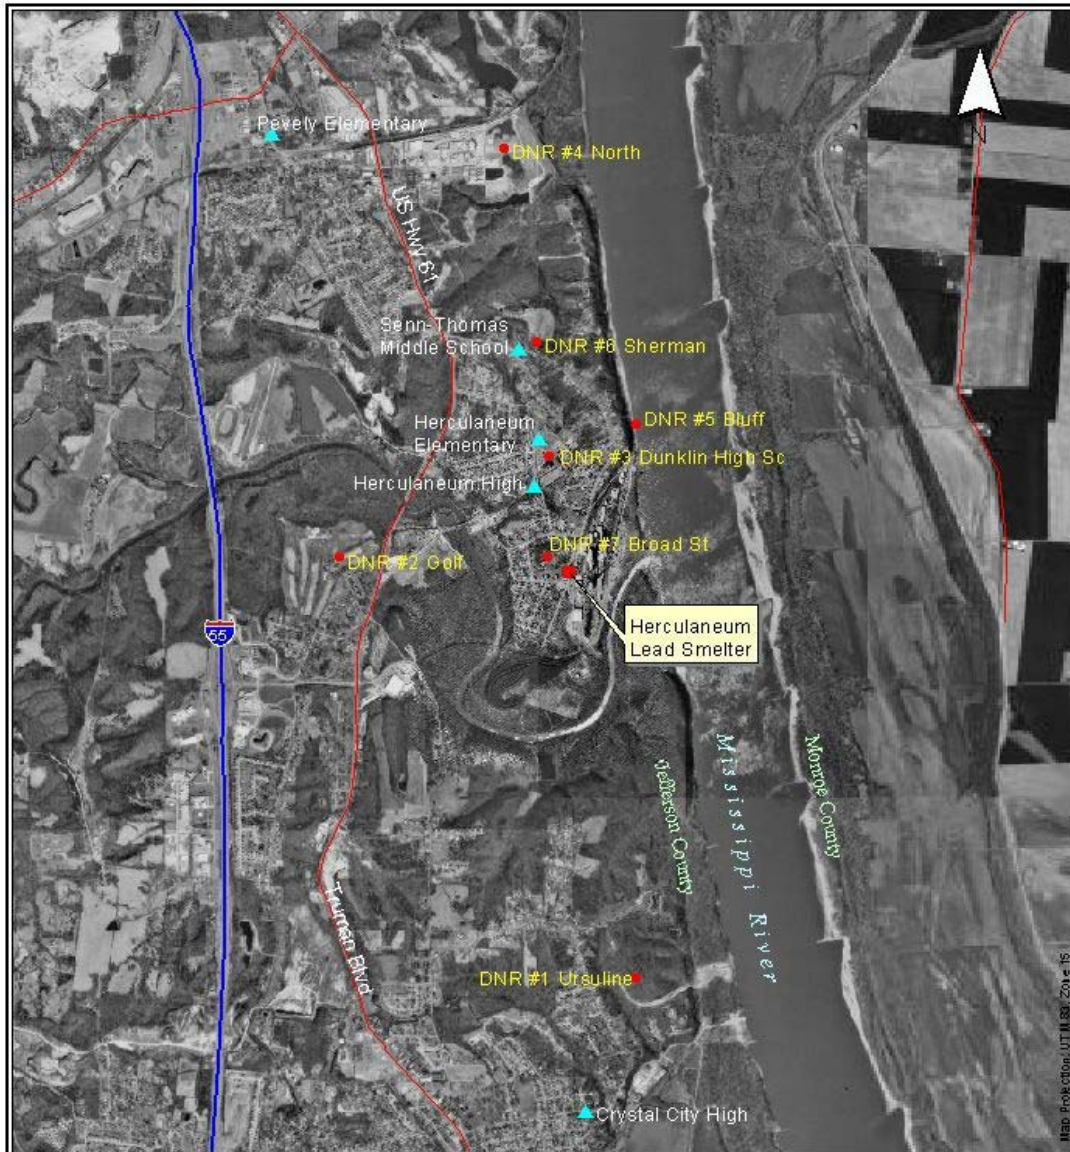 Pevely Elementary
DNR #4 North
US Hwy 61
Senn-Thomas
Middle School
DNR #6 Sherman
DNR #5 Bluff
Herculaneum
Elementary
DNR #3 Dunklin High Sc
Herculaneum High
DNR #7 Broad St
DNR #2 Golf
Herculaneum
Lead Smelter
55
N
Jefferson County
Mississippi River
Monroe County
Truman Blvd
DNR #1 Ursuline
Crystal City High
Map Projection: UTM 83, Zone 15